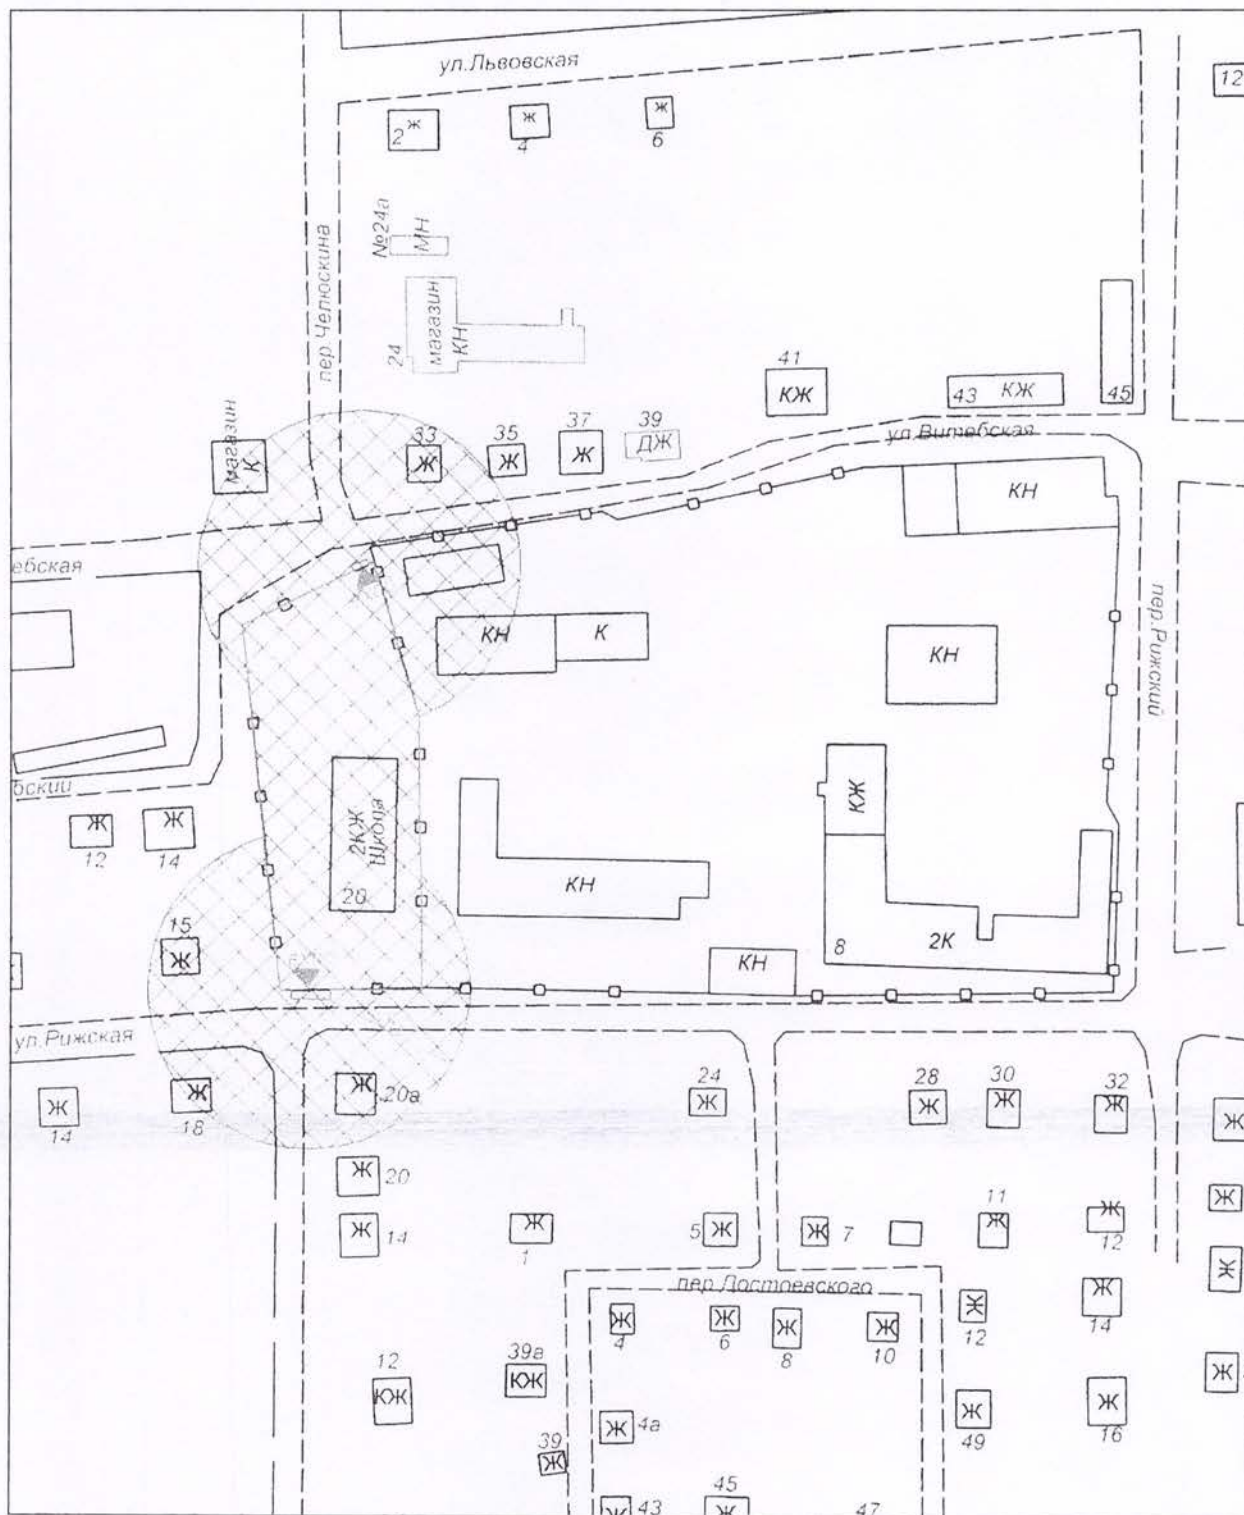 ул.Львовская
12
2 ж
ж
4
ж
6
пер.Челюскина
№24а
МН
магазин
КН
24
41
КЖ
43 КЖ
45
магазин
К
33
Ж
35
Ж
37
Ж
39
ДЖ
ул.Витебская
КН
ебская
КН
К
КН
пер.Рижский
бский
Ж
12
Ж
14
2КЖ
Школа
20
КЖ
КН
15
Ж
8
2К
КН
ул.Рижская
Ж
14
Ж
18
Ж
20а
24
Ж
28
Ж
30
Ж
32
Ж
Ж
Ж
20
Ж
14
Ж
1
5
Ж
Ж
7
11
Ж
Ж
12
Ж
Ж
пер.Достоевского
Ж
4
Ж
6
Ж
8
Ж
10
Ж
12
Ж
14
12
КЖ
39а
КЖ
Ж
4а
Ж
49
Ж
16
Ж
39
Ж
Ж
43
45
Ж
47